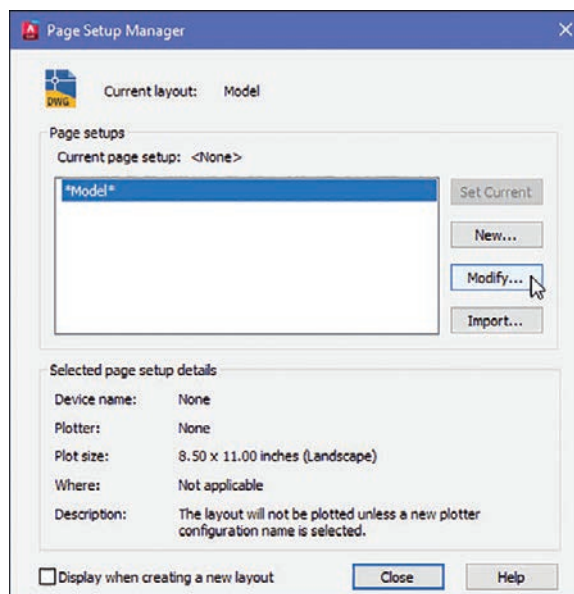 Page Setup Manager
DWG
Current layout: Model
Page setups
Current page setup: <None>
*Model*
Set Current
New...
Modify...
Import...
Selected page setup details
Device name: None
Plotter: None
Plot size: 8.50 x 11.00 inches (Landscape)
Where: Not applicable
Description: The layout will not be plotted unless a new plotter
configuration name is selected.
Display when creating a new layout
Close
Help